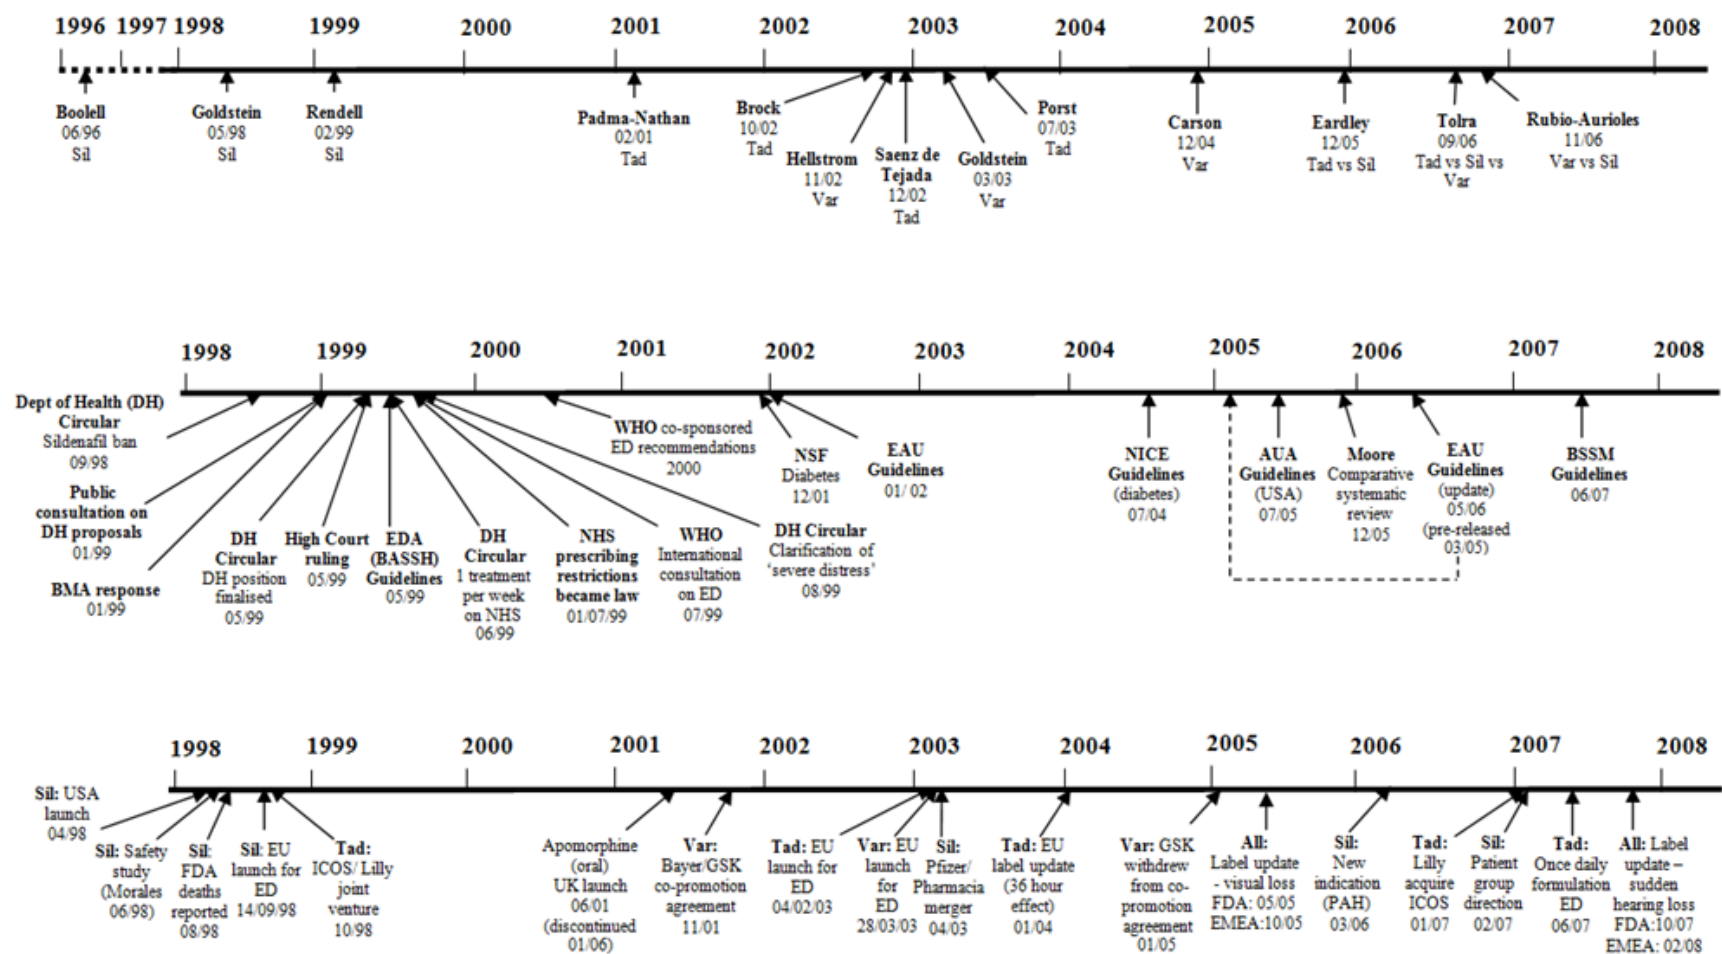 1996 1997 1998 1999 2000 2001 2002 2003 2004 2005 2006 2007 2008
Boolell
06/96
Sil
Goldstein
05/98
Sil
Rendell
02/99
Sil
Padma-Nathan
02/01
Tad
Brock
10/02
Tad
Hellstrom
11/02
Var
Saenz de
Tejada
12/02
Tad
Goldstein
03/03
Var
Porst
07/03
Tad
Carson
12/04
Var
Eardley
12/05
Tad vs Sil
Tolra
09/06
Tad vs Sil vs
Var
Rubio-Aurioles
11/06
Var vs Sil
1998 1999 2000 2001 2002 2003 2004 2005 2006 2007 2008
Dept of Health (DH)
Circular
Sildenafil ban
09/98
Public
consultation on
DH proposals
01/99
BMA response
01/99
DH
Circular
DH position
finalised
05/99
High Court
ruling
05/99
EDA
(BASSH)
Guidelines
05/99
DH
Circular
1 treatment
per week
on NHS
06/99
NHS
prescribing
restrictions
became law
01/07/99
WHO
International
consultation
on ED
07/99
DH Circular
Clarification of
‘severe distress’
08/99
WHO co-sponsored
ED recommendations
2000
NSF
Diabetes
12/01
EAU
Guidelines
01/ 02
NICE
Guidelines
(diabetes)
07/04
AUA
Guidelines
(USA)
07/05
Moore
Comparative
systematic
review
12/05
EAU
Guidelines
(update)
05/06
(pre-released
03/05)
BSSM
Guidelines
06/07
1998 1999 2000 2001 2002 2003 2004 2005 2006 2007 2008
Sil: USA
launch
04/98
Sil: Safety
study
(Morales
06/98)
Sil:
FDA
deaths
reported
08/98
Sil: EU
launch for
ED
14/09/98
Tad:
ICOS/ Lilly
joint
venture
10/98
Apomorphine
(oral)
UK launch
06/01
(discontinued
01/06)
Var:
Bayer/GSK
co-promotion
agreement
11/01
Tad: EU
launch for
ED
04/02/03
Var: EU
launch
for
ED
28/03/03
Sil:
Pfizer/
Pharmacia
merger
04/03
Tad: EU
label update
(36 hour
effect)
01/04
Var: GSK
withdrew
from co-
promotion
agreement
01/05
All:
Label update
- visual loss
FDA: 05/05
EMEA:10/05
Sil:
New
indication
(PAH)
03/06
Tad:
Lilly
acquire
ICOS
01/07
Sil:
Patient
group
direction
02/07
Tad:
Once daily
formulation
ED
06/07
All: Label
update –
sudden
hearing loss
FDA:10/07
EMEA: 02/08